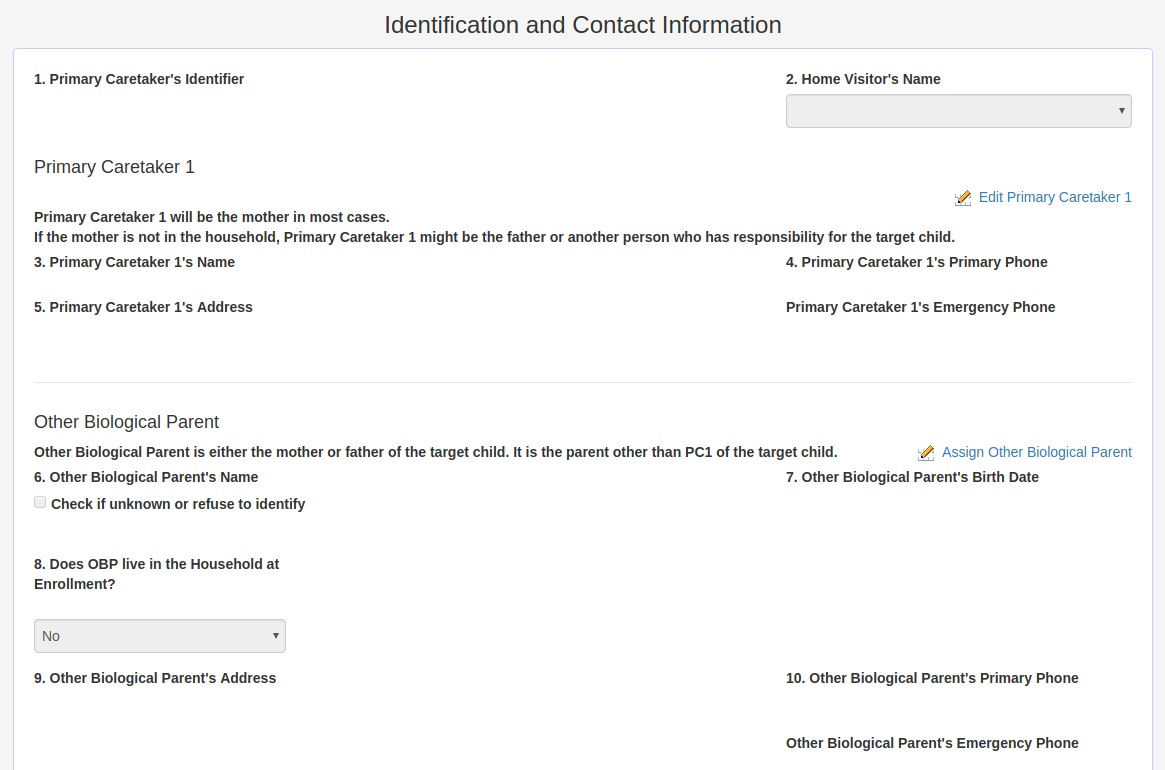 Identification and Contact Information
1. Primary Caretaker's Identifier
2. Home Visitor's Name
Primary Caretaker 1
Edit Primary Caretaker 1
Primary Caretaker 1 will be the mother in most cases.
If the mother is not in the household, Primary Caretaker 1 might be the father or another person who has responsibility for the target child.
3. Primary Caretaker 1's Name
4. Primary Caretaker 1's Primary Phone
5. Primary Caretaker 1's Address
Primary Caretaker 1's Emergency Phone
Other Biological Parent
Other Biological Parent is either the mother or father of the target child. It is the parent other than PC1 of the target child.
Assign Other Biological Parent
6. Other Biological Parent's Name
7. Other Biological Parent's Birth Date
Check if unknown or refuse to identify
8. Does OBP live in the Household at
Enrollment?
No
9. Other Biological Parent's Address
10. Other Biological Parent's Primary Phone
Other Biological Parent's Emergency Phone